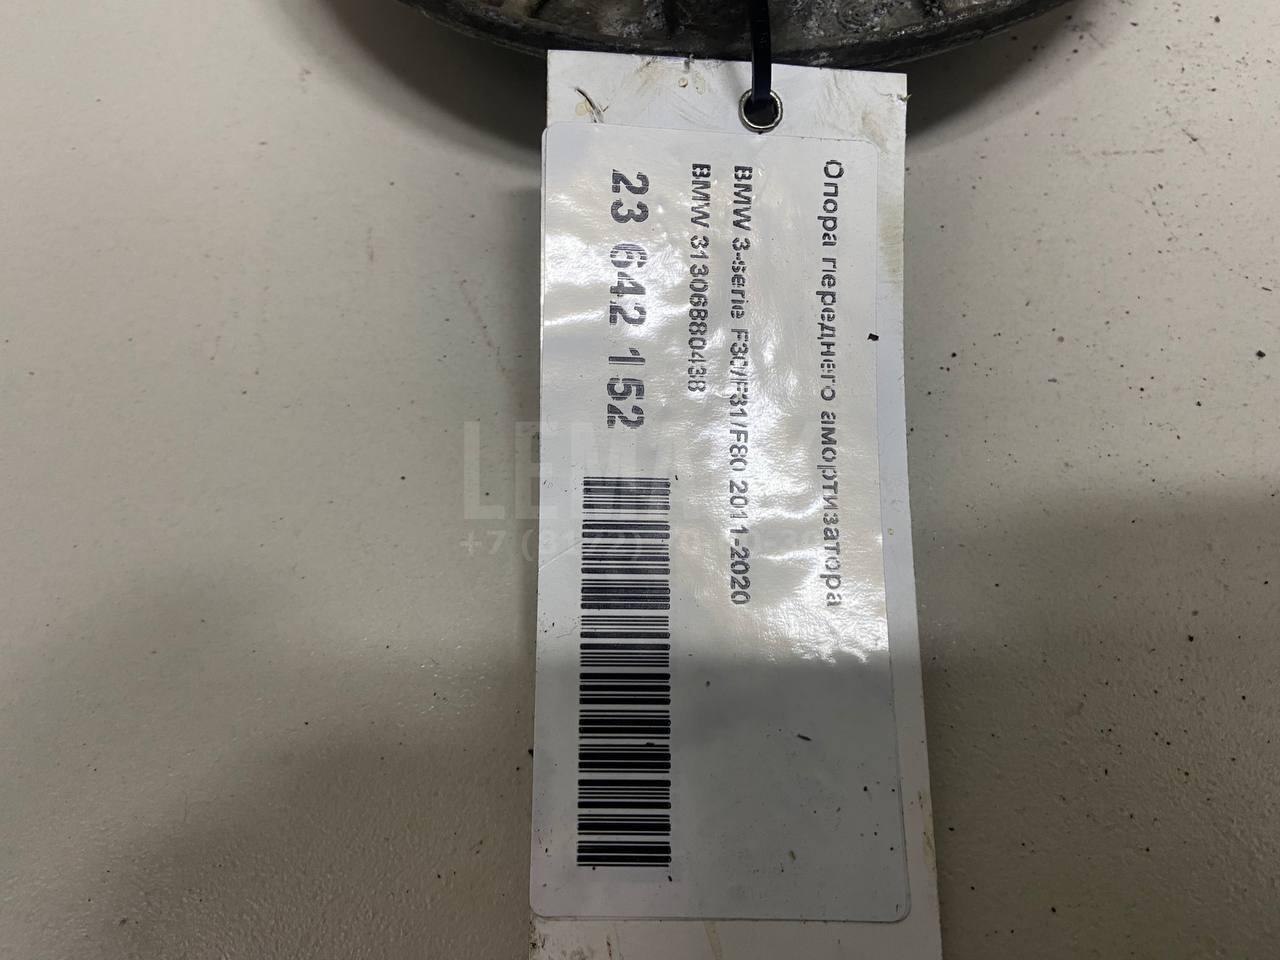 Опора переднего амортизатора
BMW 3-serie F30/F31/F80 2011-2020
BMW 31306880438
23 642 152